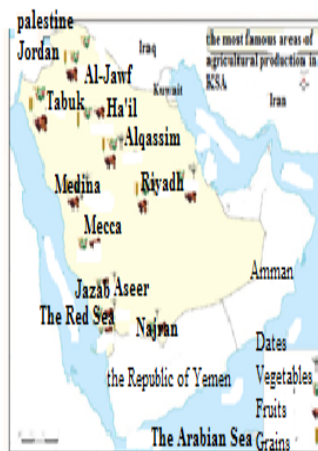 palestine
Jordan
Iraq
the most famous areas of
agricultural production in
KSA
Al-Jawf
Kuwait
Iran
Tabuk
Ha'il
Alqassim
Medina
Riyadh
Mecca
Amman
Jazab
Aseer
The Red Sea
Najran
Dates
the Republic of Yemen
Vegetables
Fruits
The Arabian Sea
Grains